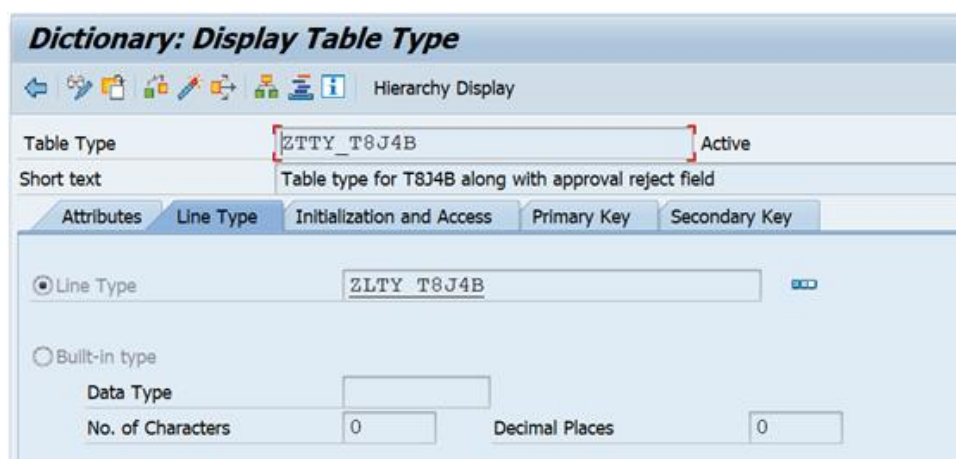 Dictionary: Display Table Type
Hierarchy Display
Table Type ZTTY_T8J4B Active
Short text Table type for T8J4B along with approval reject field
Attributes Line Type Initialization and Access Primary Key Secondary Key
Line Type ZLTY_T8J4B
Built-in type
Data Type
No. of Characters 0 Decimal Places 0